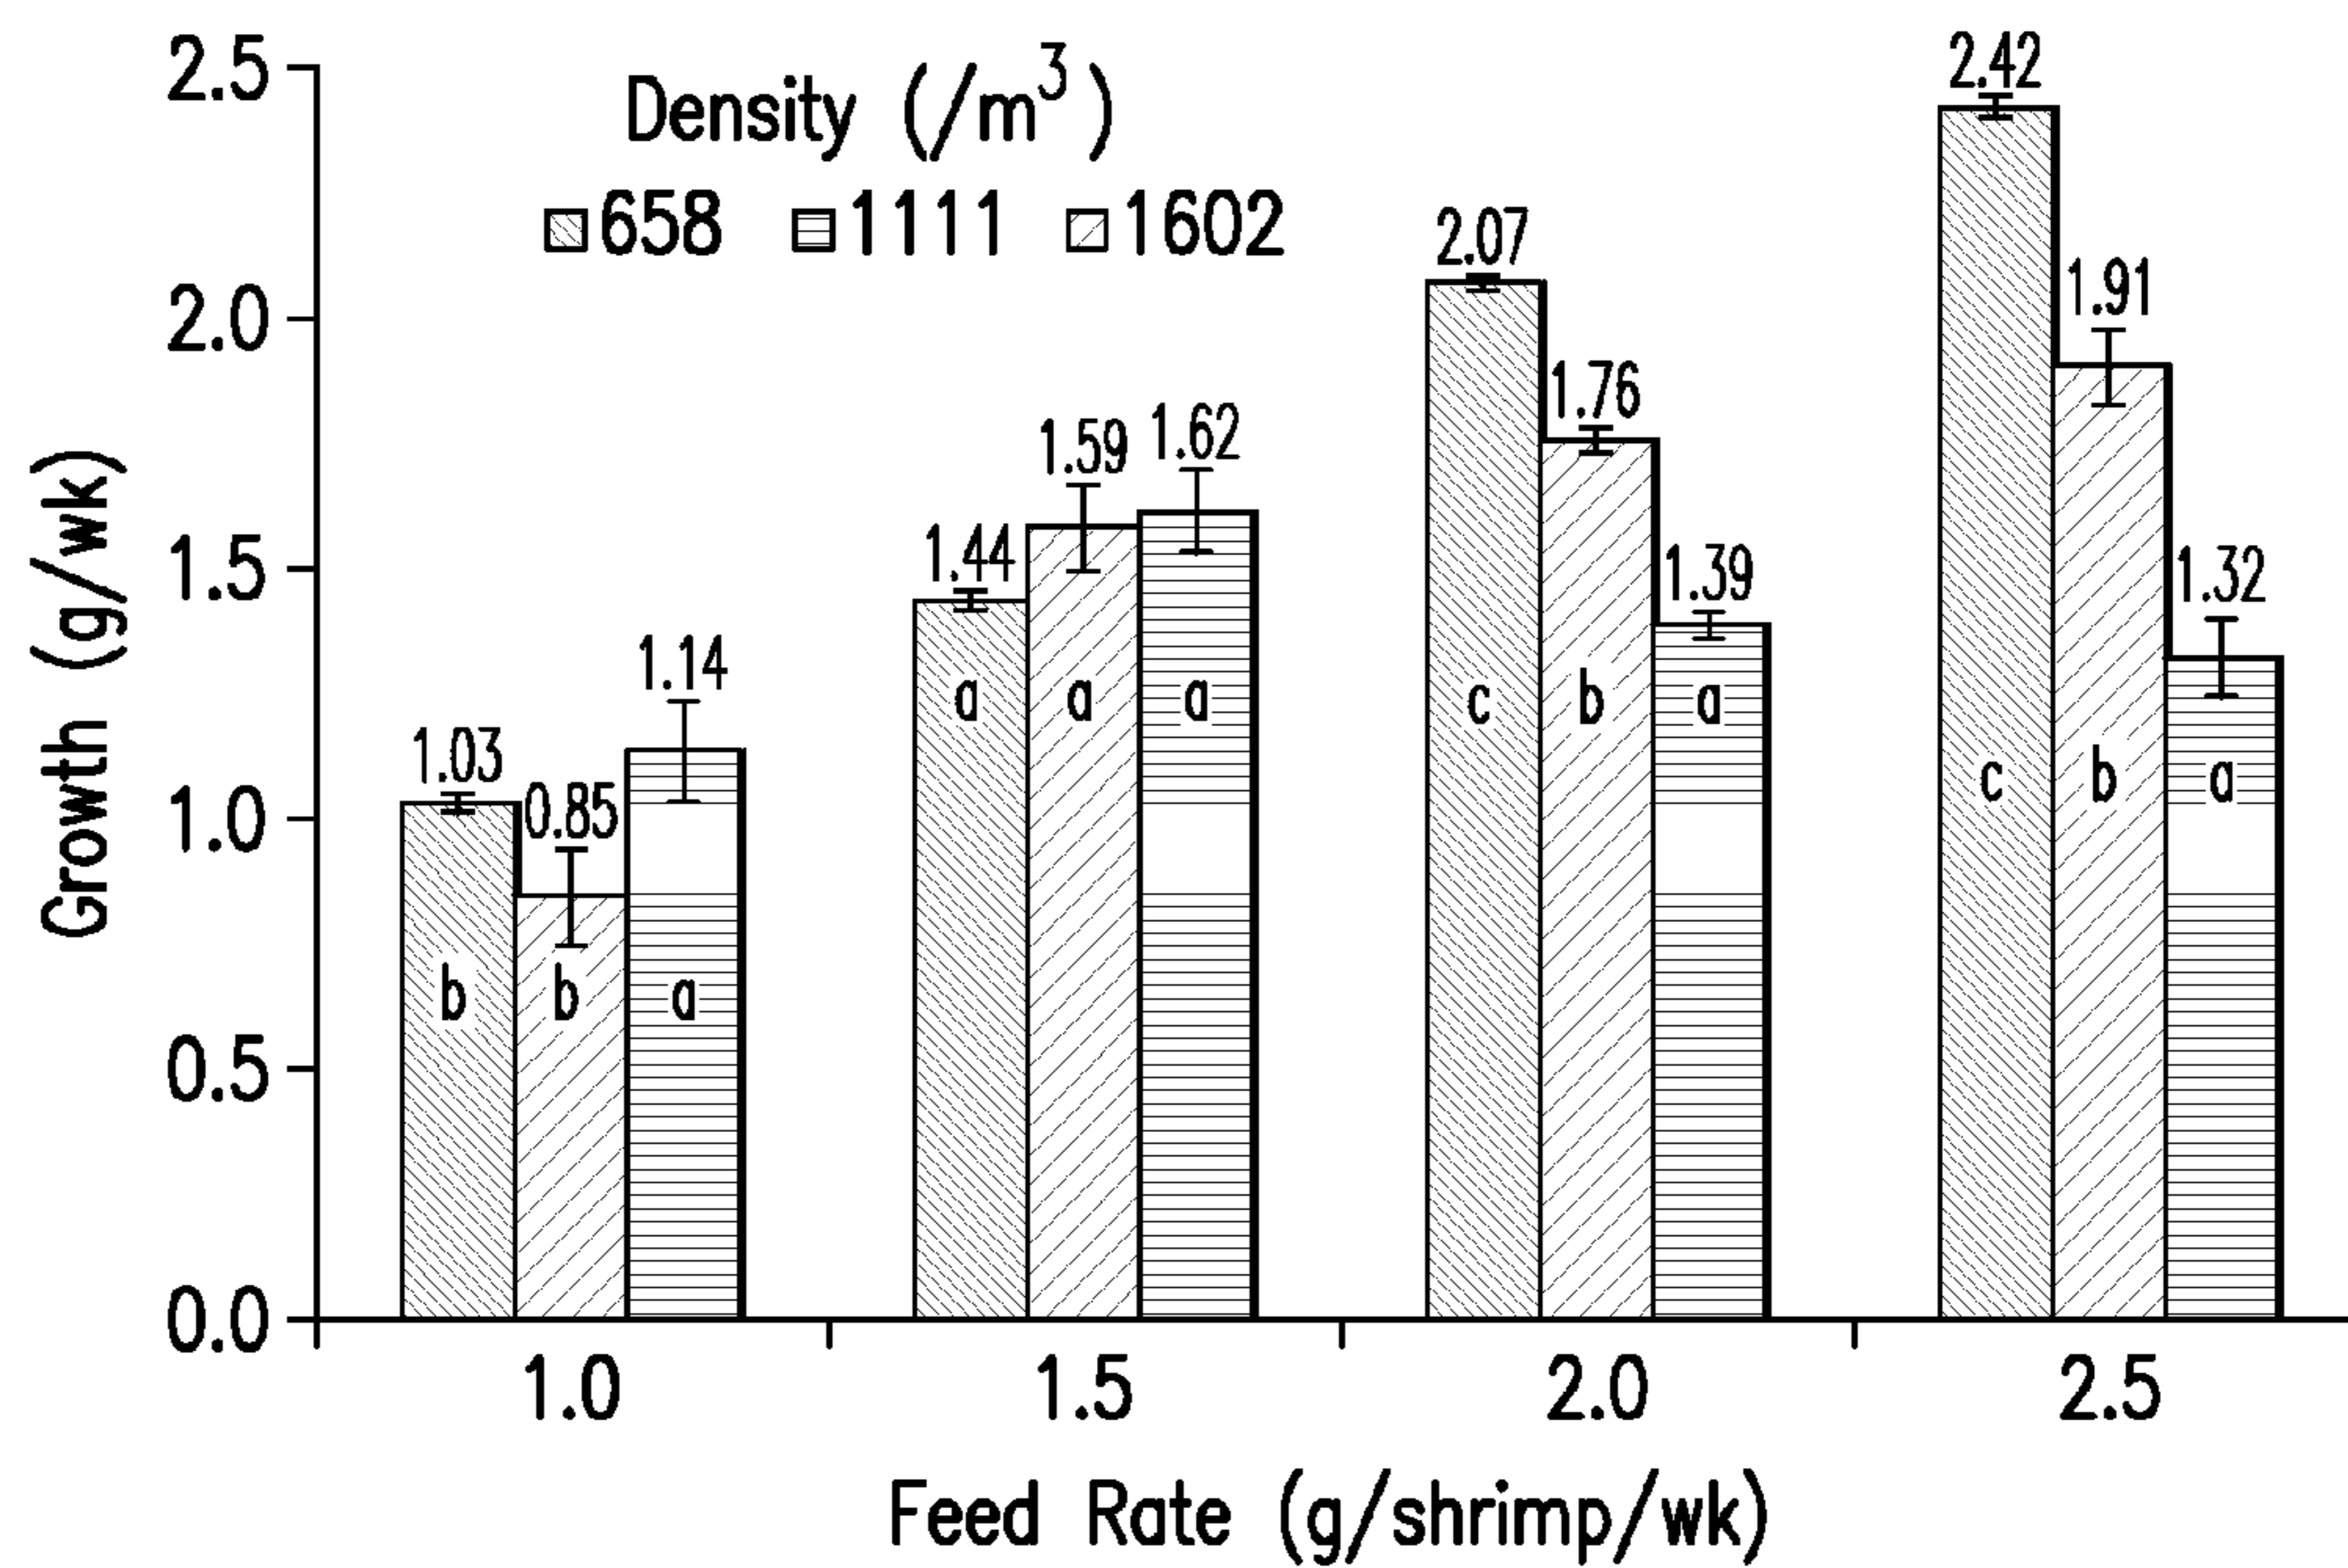 Density (/m³)
658 1111 1602
2.5
2.0
1.5
1.0
0.5
0.0
Growth (g/wk)
1.03 0.85 1.14
b b a
1.44 1.59 1.62
a a a
2.07 1.76 1.39
c b a
2.42 1.91 1.32
c b a
1.0 1.5 2.0 2.5
Feed Rate (g/shrimp/wk)